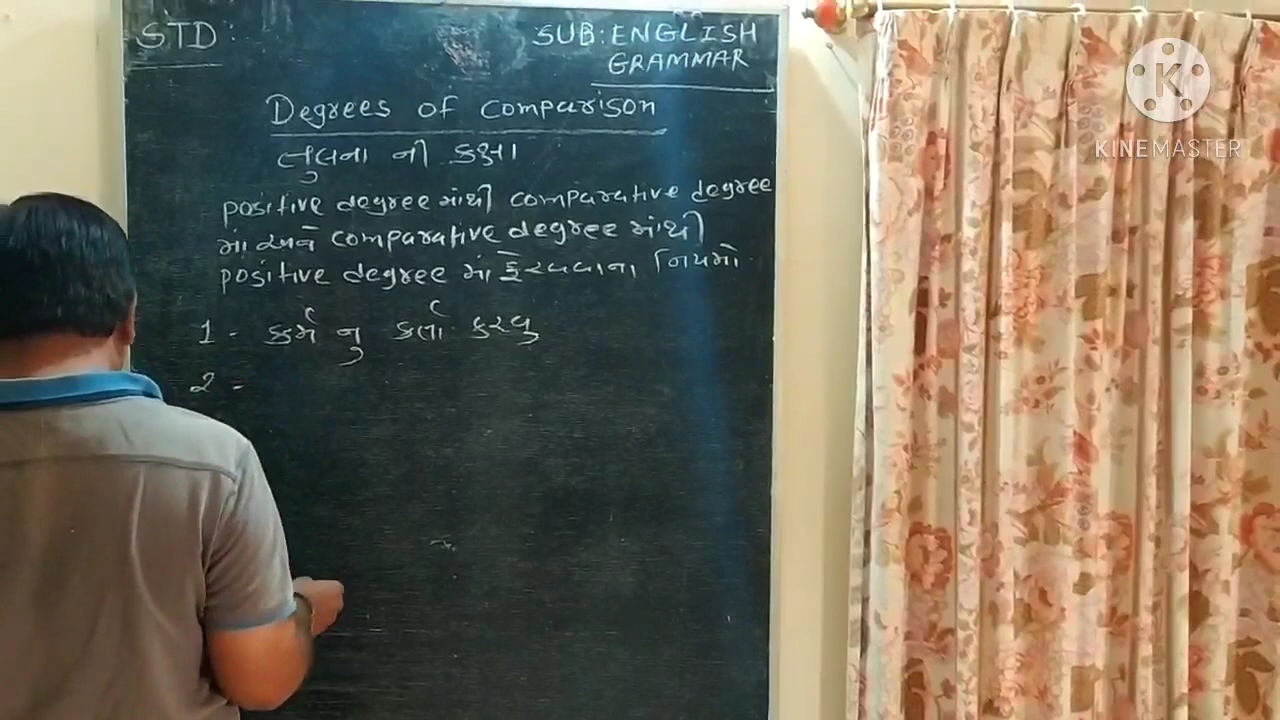 STD:
SUB: ENGLISH
GRAMMAR
Degrees of comparison
તુલના ની કક્ષા
positive degree માંથી comparative degree
માં અને comparative degree માંથી
positive degree માં ફેરવવાના નિયમો
1 - કર્મ નુ કર્તા કરવુ
2 -
K
KINEMASTER